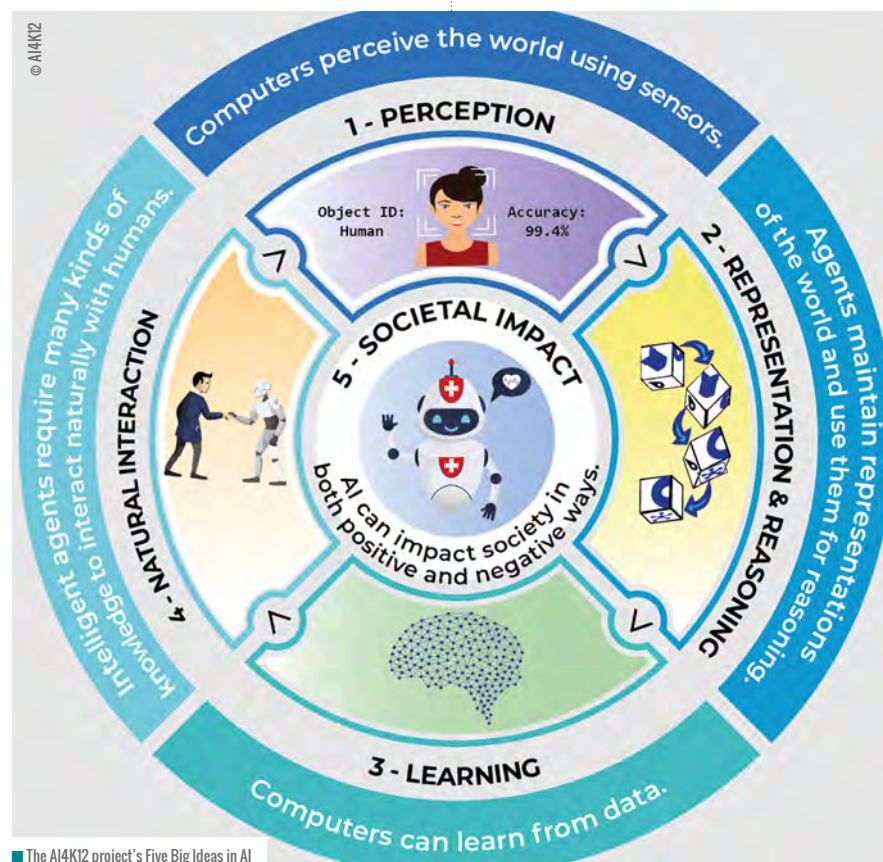 © AI4K12
Computers perceive the world using sensors.
1 - PERCEPTION
Object ID:
Human
Accuracy:
99.4%
Agents maintain representations
of the world and use them for reasoning.
2 - REPRESENTATION & REASONING
Computers can learn from data.
3 - LEARNING
Intelligent agents require many kinds of
knowledge to interact naturally with humans.
4 - NATURAL INTERACTION
5 - SOCIETAL IMPACT
AI can impact society in
both positive and negative ways.
The AI4K12 project's Five Big Ideas in AI